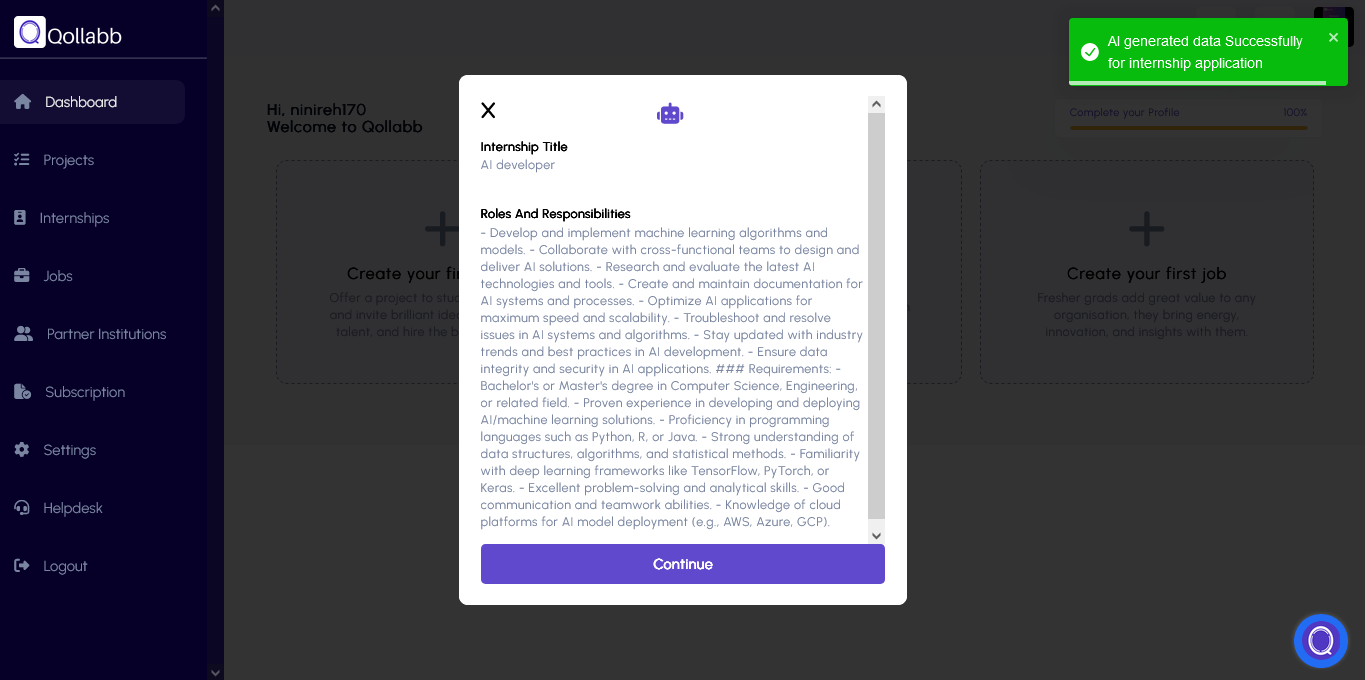 Qollabb
Dashboard
Projects
Internships
Jobs
Partner Institutions
Subscription
Settings
Helpdesk
Logout
Hi, ninireh170
Welcome to Qollabb
AI generated data Successfully
for internship application
Complete your Profile 100%
Create your fi
Offer a project to stu
and invite brilliant ide
talent, and hire the b
X
Internship Title
AI developer
Roles And Responsibilities
- Develop and implement machine learning algorithms and
models. - Collaborate with cross-functional teams to design and
deliver AI solutions. - Research and evaluate the latest AI
technologies and tools. - Create and maintain documentation for
AI systems and processes. - Optimize AI applications for
maximum speed and scalability. - Troubleshoot and resolve
issues in AI systems and algorithms. - Stay updated with industry
trends and best practices in AI development. - Ensure data
integrity and security in AI applications. ### Requirements: -
Bachelor's or Master's degree in Computer Science, Engineering,
or related field. - Proven experience in developing and deploying
AI/machine learning solutions. - Proficiency in programming
languages such as Python, R, or Java. - Strong understanding of
data structures, algorithms, and statistical methods. - Familiarity
with deep learning frameworks like TensorFlow, PyTorch, or
Keras. - Excellent problem-solving and analytical skills. - Good
communication and teamwork abilities. - Knowledge of cloud
platforms for AI model deployment (e.g., AWS, Azure, GCP).
Continue
Create your first job
Fresher grads add great value to any
organisation, they bring energy,
innovation, and insights with them.